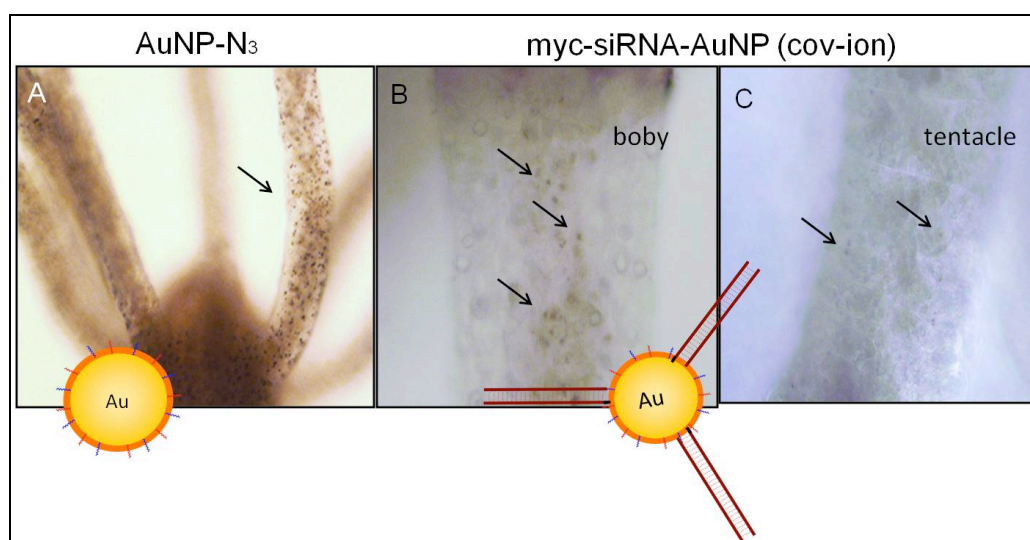 AuNP-N₃
myc-siRNA-AuNP (cov-ion)
A
B
C
boby
tentacle
Au
Au